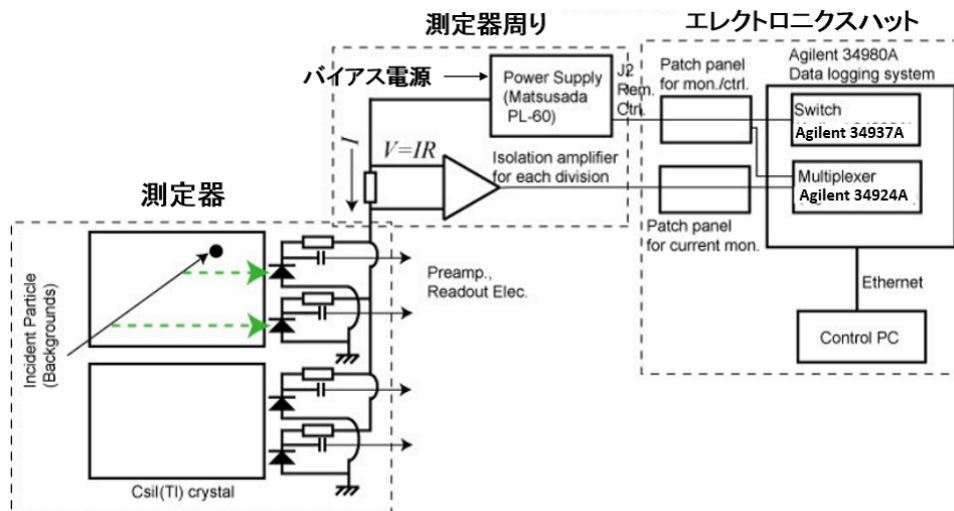 測定器周り
エレクトロニクスハット
バイアス電源
Power Supply
(Matsusada
PL-60)
J2
Rem.
Ctrl.
Patch panel
for mon./ctrl.
Agilent 34980A
Data logging system
Switch
Agilent 34937A
Multiplexer
Agilent 34924A
I
V=IR
Isolation amplifier
for each division
Patch panel
for current mon.
Ethernet
Control PC
測定器
Incident Particle
(Backgrounds)
Preamp.,
Readout Elec.
CsiI(Tl) crystal